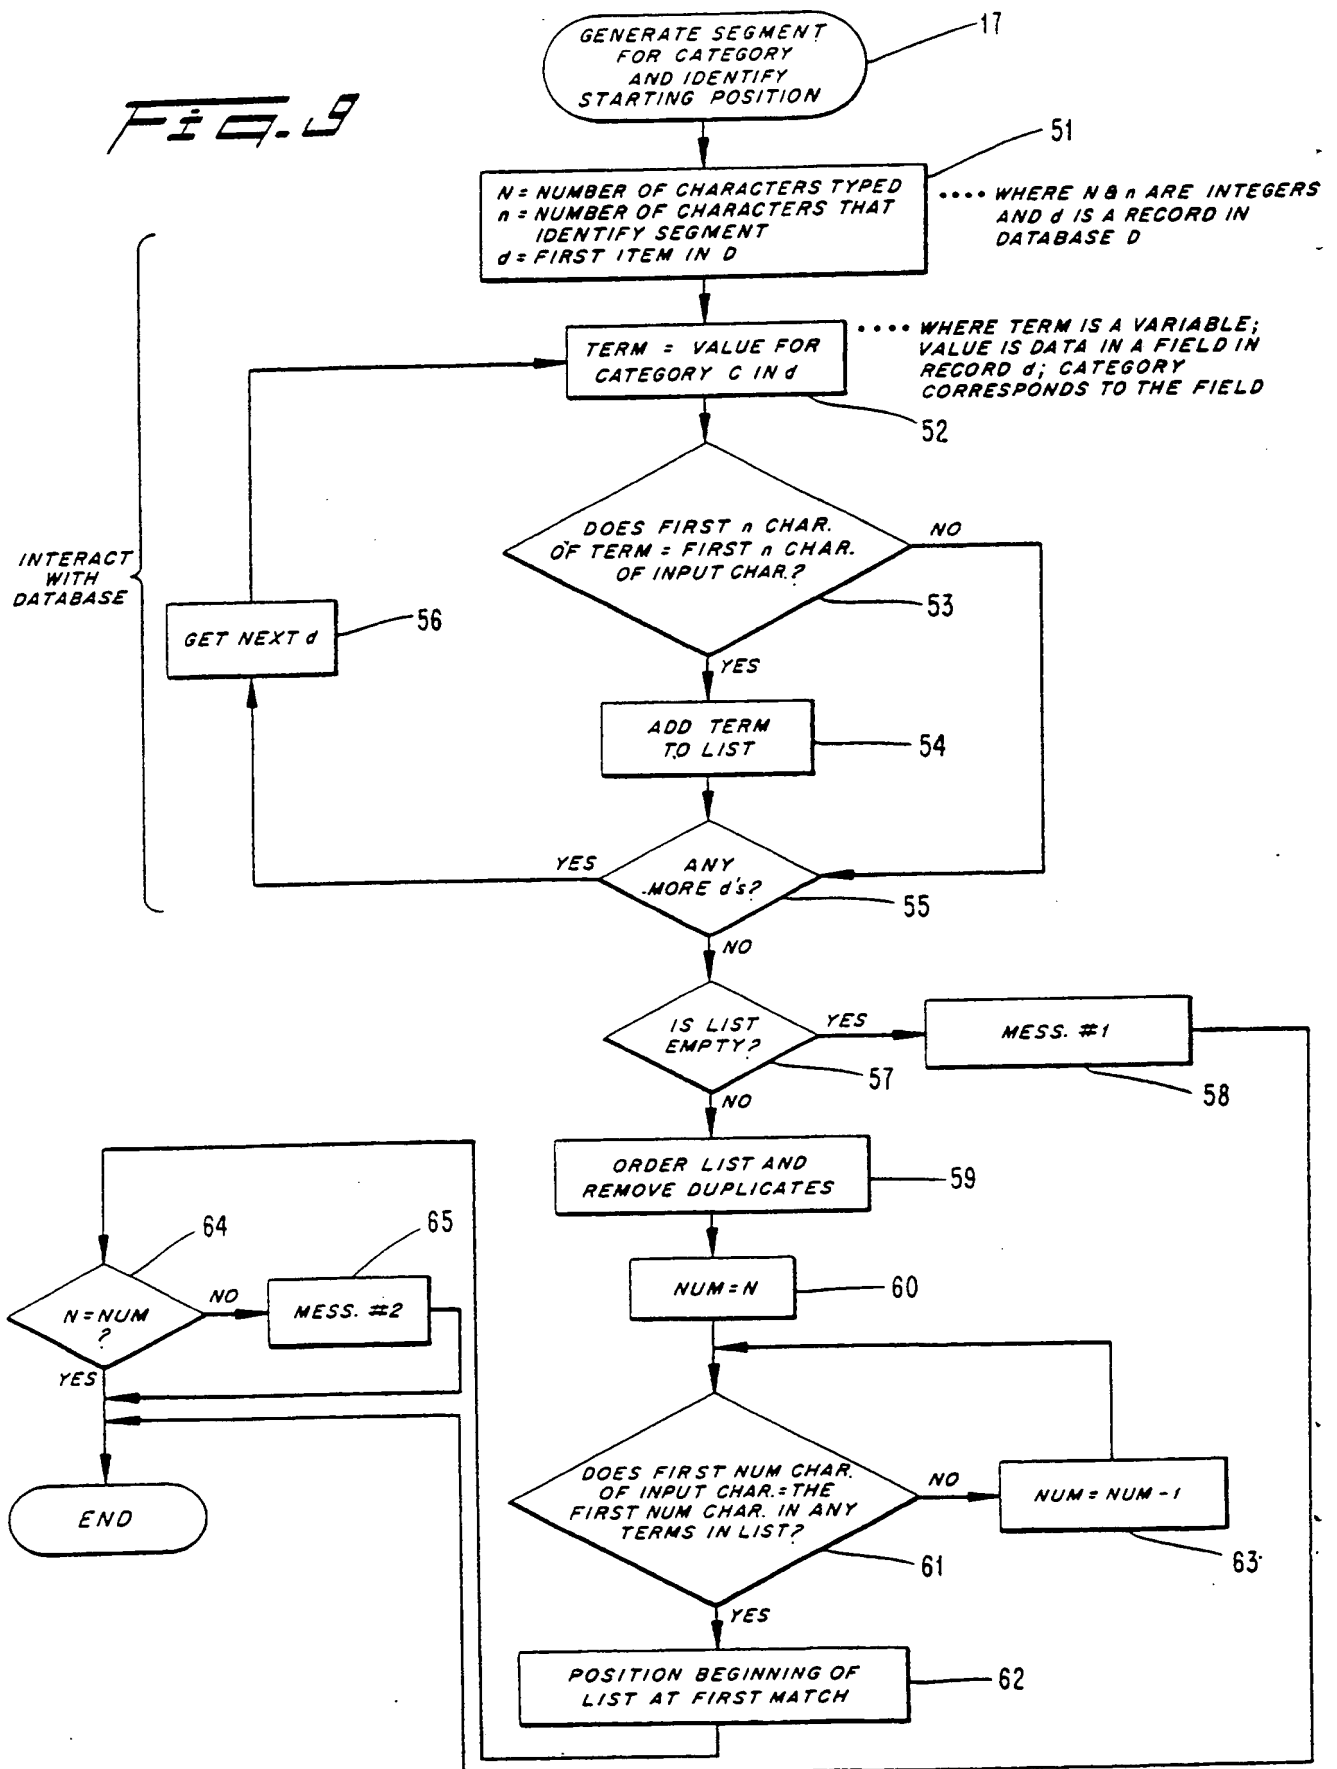 Fig. 9
GENERATE SEGMENT
FOR CATEGORY
AND IDENTIFY
STARTING POSITION
17
51
N = NUMBER OF CHARACTERS TYPED
n = NUMBER OF CHARACTERS THAT
IDENTIFY SEGMENT
d = FIRST ITEM IN D
•••• WHERE N & n ARE INTEGERS
AND d IS A RECORD IN
DATABASE D
TERM = VALUE FOR
CATEGORY C IN d
52
•••• WHERE TERM IS A VARIABLE;
VALUE IS DATA IN A FIELD IN
RECORD d; CATEGORY
CORRESPONDS TO THE FIELD
INTERACT
WITH
DATABASE
DOES FIRST n CHAR.
OF TERM = FIRST n CHAR.
OF INPUT CHAR.?
NO
53
YES
GET NEXT d
56
ADD TERM
TO LIST
54
YES
ANY
MORE d's?
55
NO
IS LIST
EMPTY?
YES
57
MESS. #1
58
NO
ORDER LIST AND
REMOVE DUPLICATES
59
NUM = N
60
64
N = NUM
?
NO
65
MESS. #2
YES
END
DOES FIRST NUM CHAR.
OF INPUT CHAR. = THE
FIRST NUM CHAR. IN ANY
TERMS IN LIST?
NO
61
NUM = NUM - 1
63
YES
POSITION BEGINNING OF
LIST AT FIRST MATCH
62